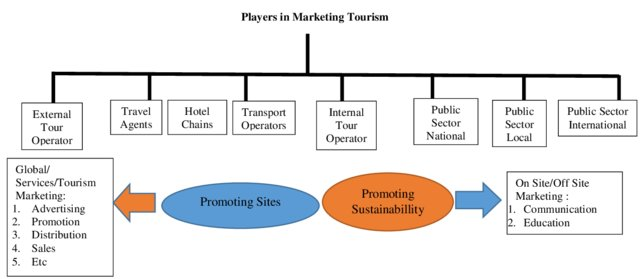 Players in Marketing Tourism
External
Tour
Operator
Travel
Agents
Hotel
Chains
Transport
Operators
Internal
Tour
Operator
Public
Sector
National
Public
Sector
Local
Public Sector
International
Global/
Services/Tourism
Marketing:
1. Advertising
2. Promotion
3. Distribution
4. Sales
5. Etc
Promoting Sites
Promoting
Sustainabillity
On Site/Off Site
Marketing :
1. Communication
2. Education